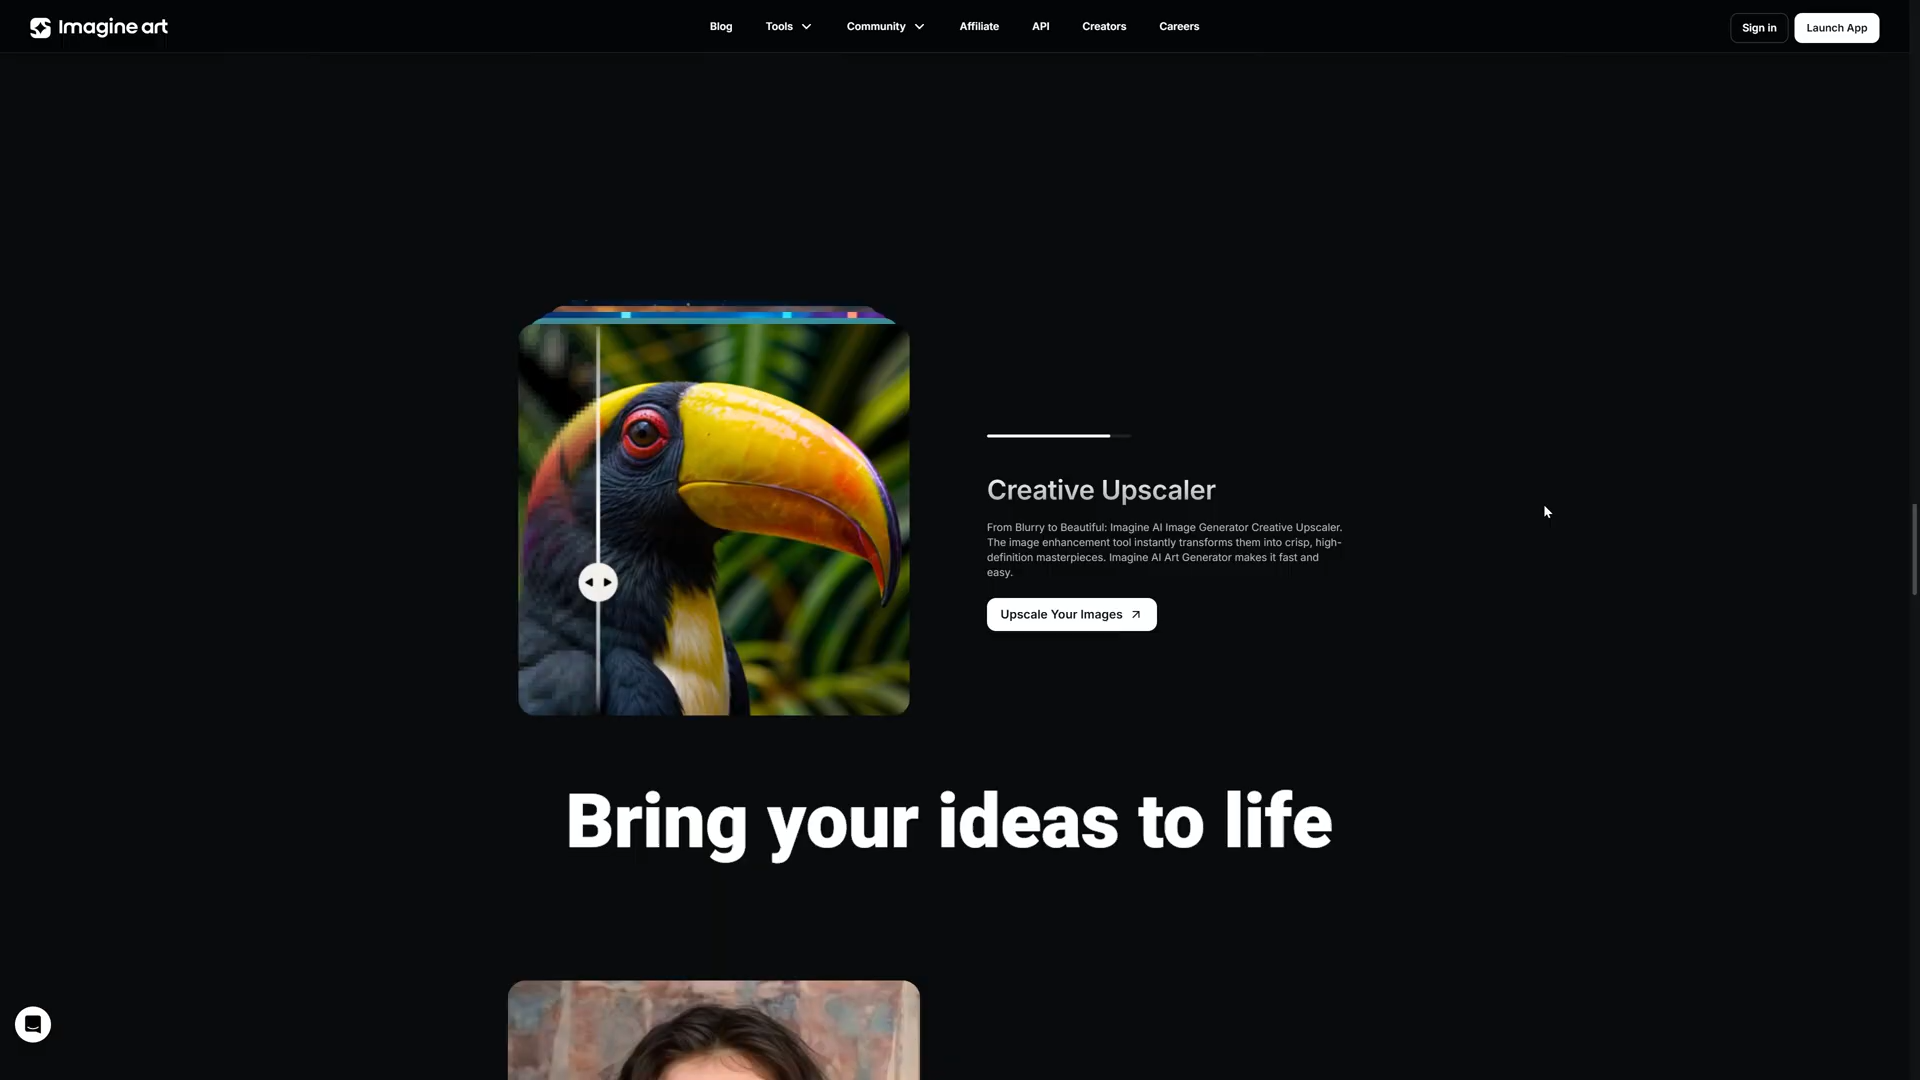 Imagine art
Blog
Tools
Community
Affiliate
API
Creators
Careers
Sign in
Launch App
Creative Upscaler
From Blurry to Beautiful: Imagine AI Image Generator Creative Upscaler.
The image enhancement tool instantly transforms them into crisp, high-
definition masterpieces. Imagine AI Art Generator makes it fast and
easy.
Upscale Your Images
Bring your ideas to life